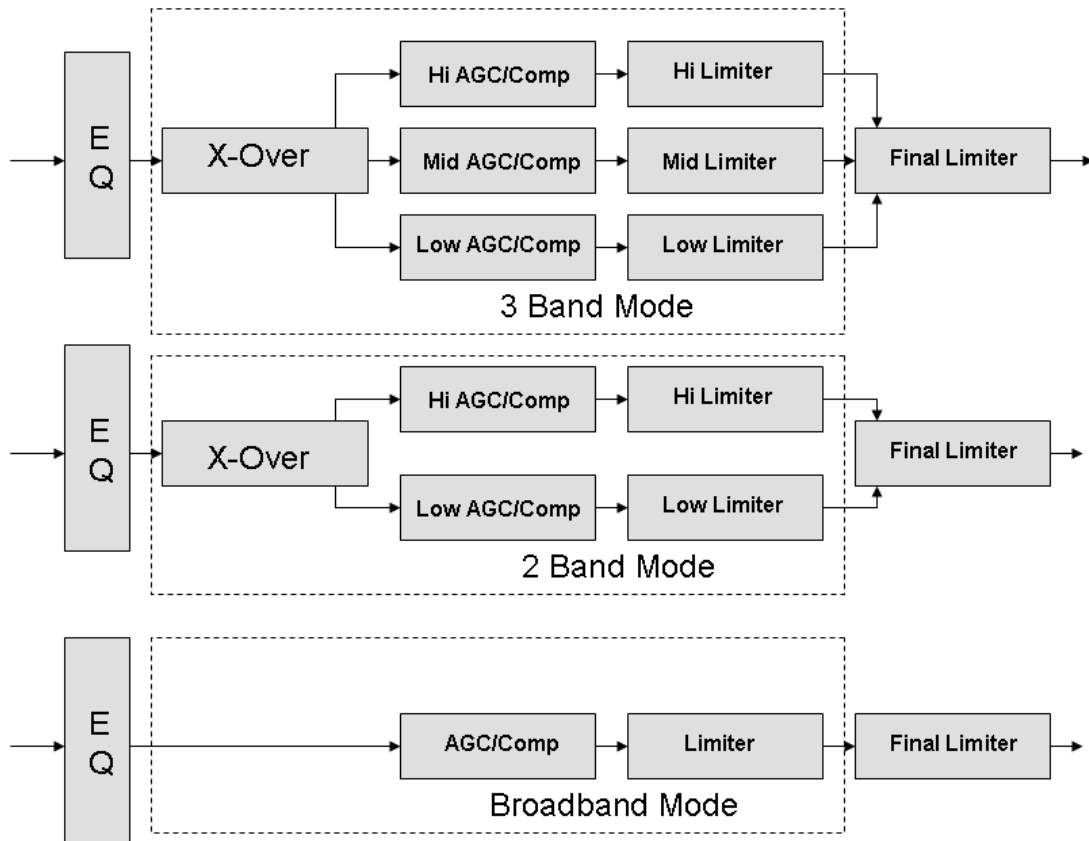 E
Q
X-Over
Hi AGC/Comp
Hi Limiter
Mid AGC/Comp
Mid Limiter
Low AGC/Comp
Low Limiter
Final Limiter
3 Band Mode
E
Q
X-Over
Hi AGC/Comp
Hi Limiter
Low AGC/Comp
Low Limiter
Final Limiter
2 Band Mode
E
Q
AGC/Comp
Limiter
Final Limiter
Broadband Mode